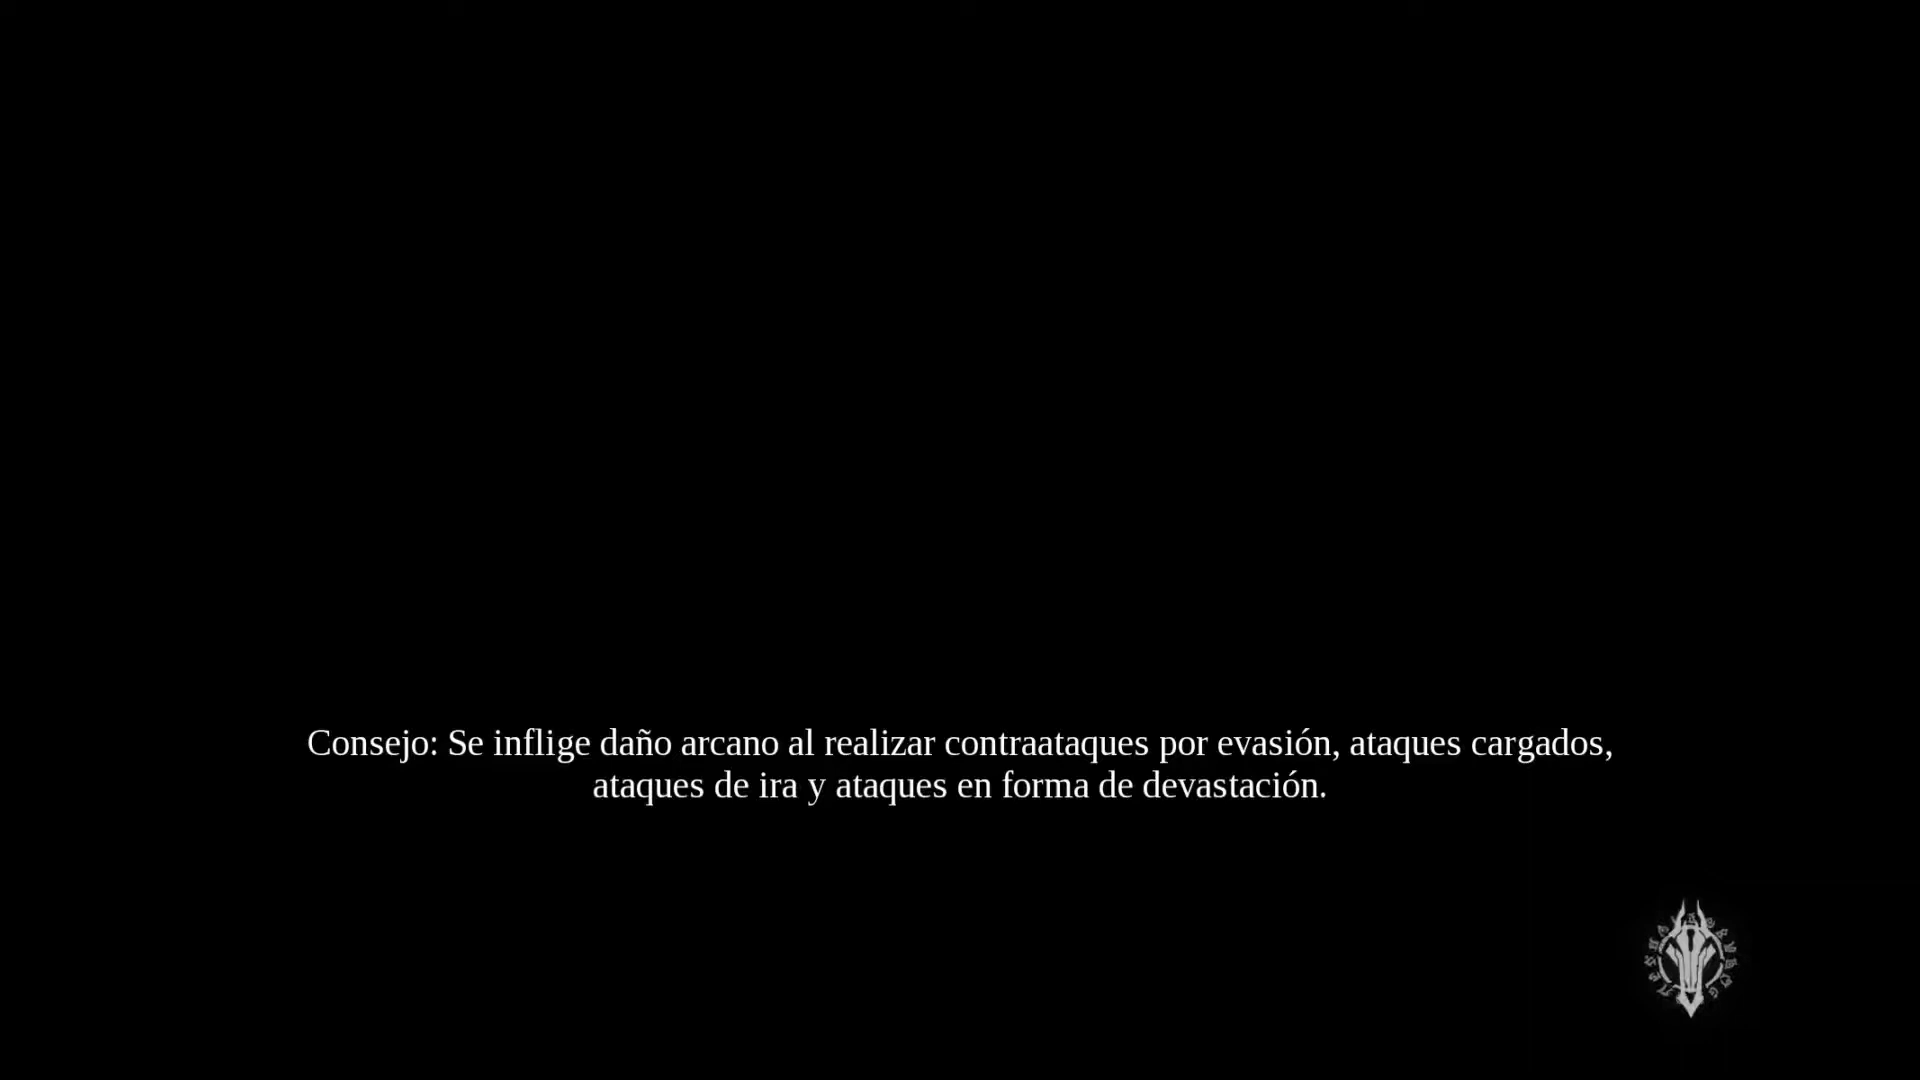 Consejo: Se inflige daño arcano al realizar contraataques por evasión, ataques cargados,
ataques de ira y ataques en forma de devastación.